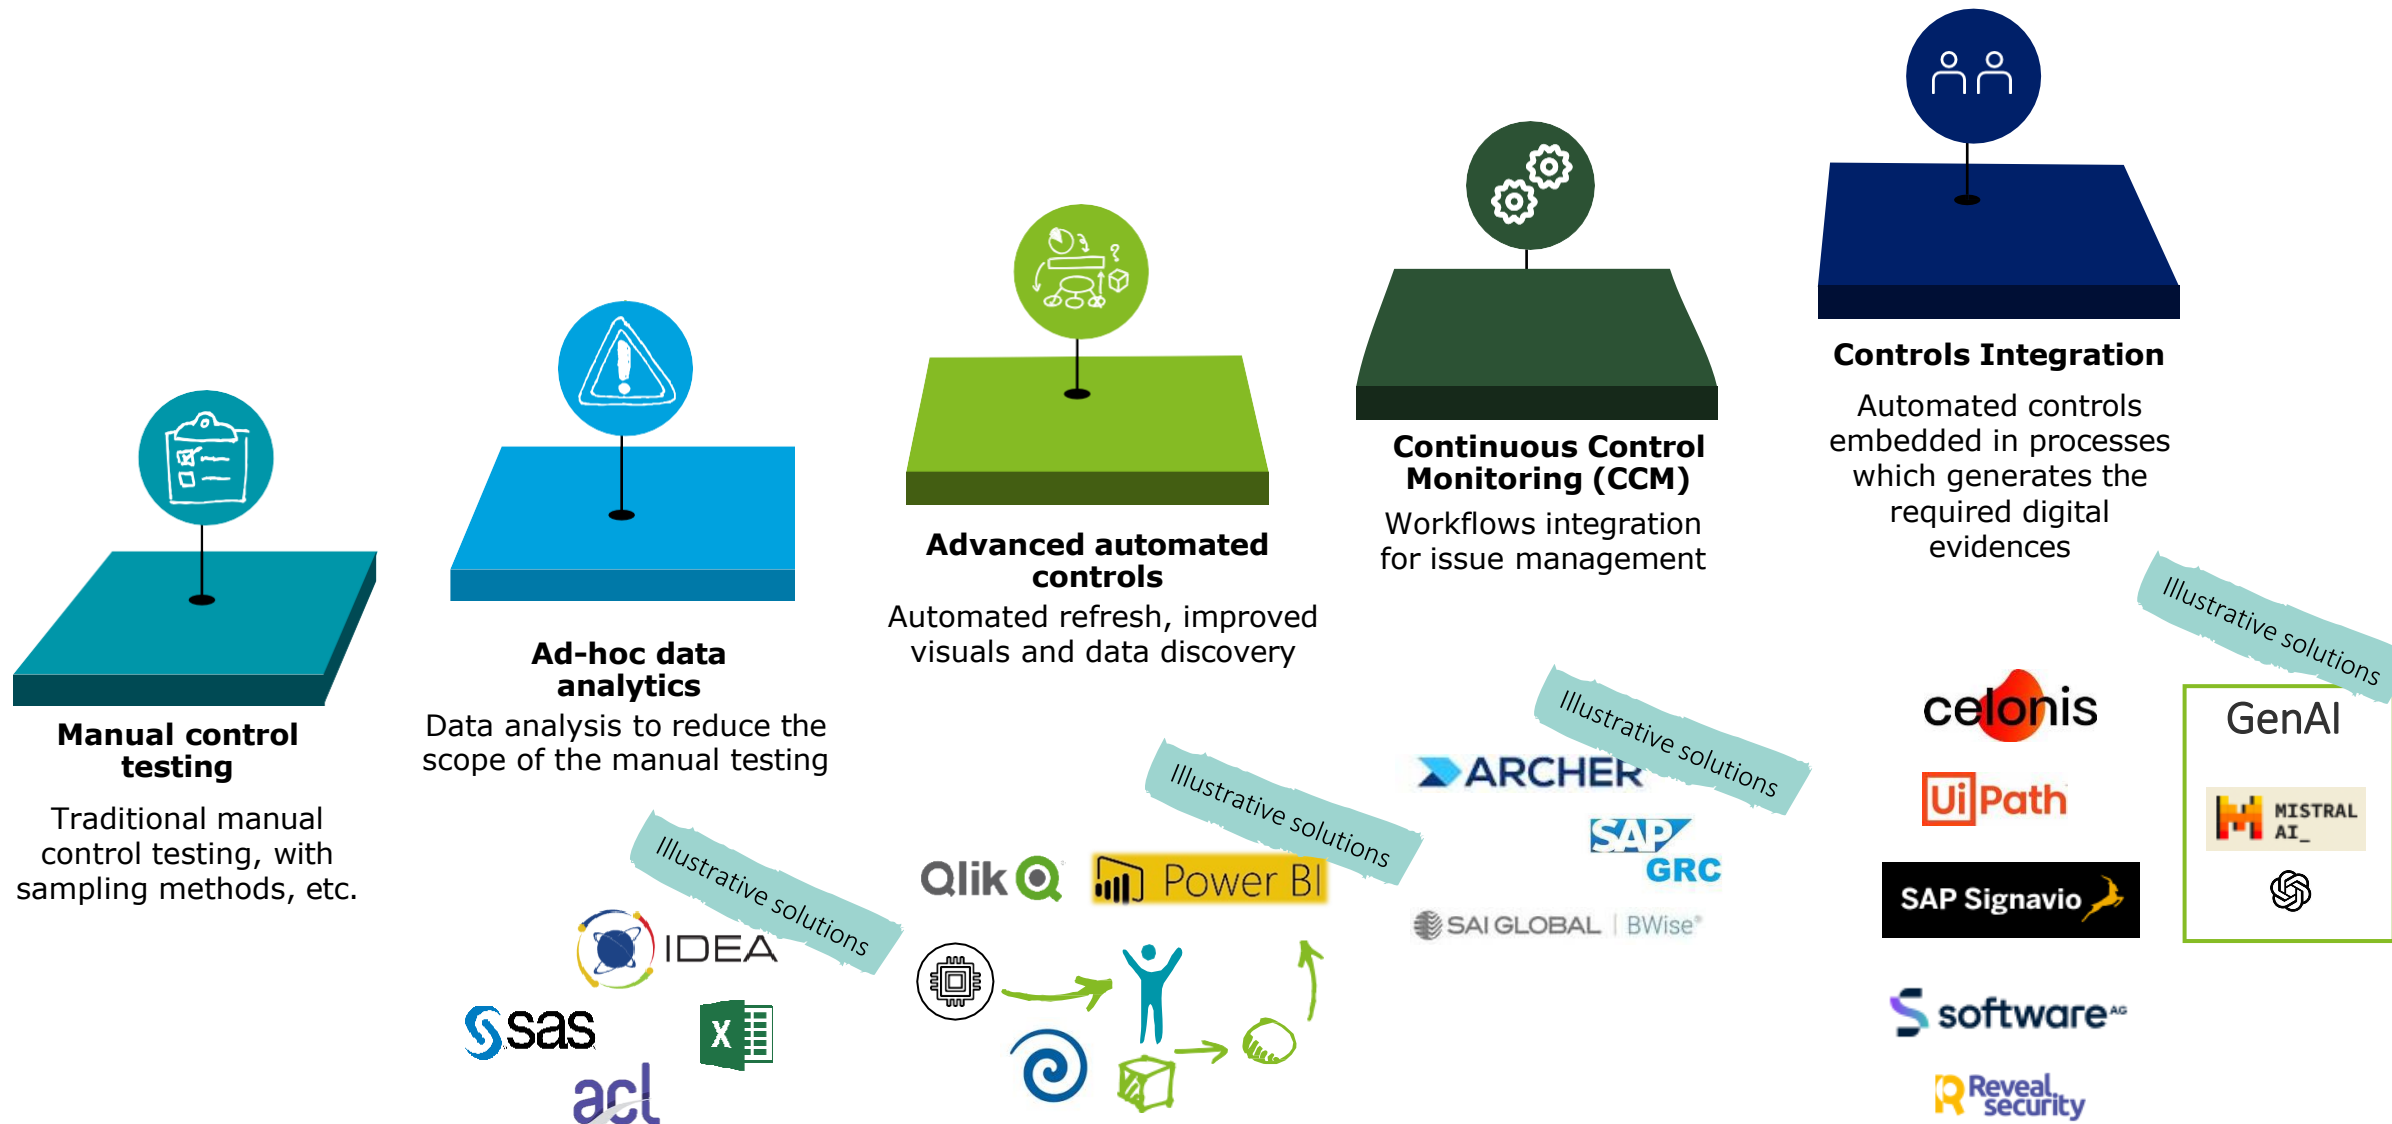 Manual control
testing
Traditional manual
control testing, with
sampling methods, etc.
Ad-hoc data
analytics
Data analysis to reduce the
scope of the manual testing
Illustrative solutions
IDEA
sas
X
acl
Advanced automated
controls
Automated refresh, improved
visuals and data discovery
Illustrative solutions
Qlik
Power BI
Continuous Control
Monitoring (CCM)
Workflows integration
for issue management
Illustrative solutions
ARCHER
SAP
GRC
SAI GLOBAL | BWise®
Controls Integration
Automated controls
embedded in processes
which generates the
required digital
evidences
Illustrative solutions
celonis
UiPath
SAP Signavio
software AG
Reveal
security
GenAI
MISTRAL
AI_